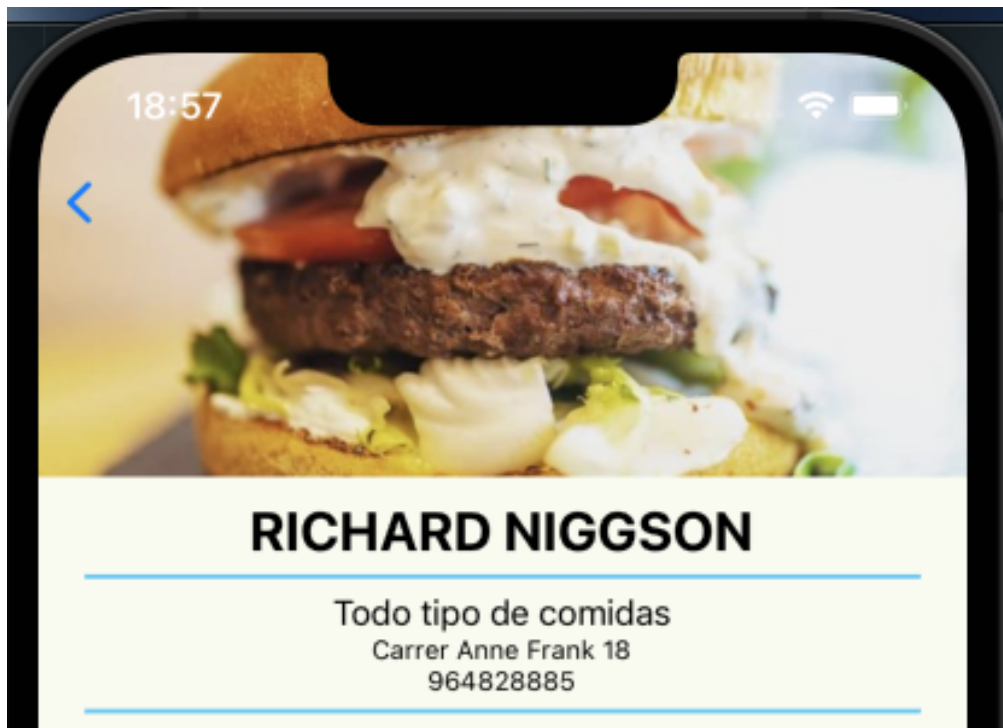 18:57
RICHARD NIGGSON
Todo tipo de comidas
Carrer Anne Frank 18
964828885